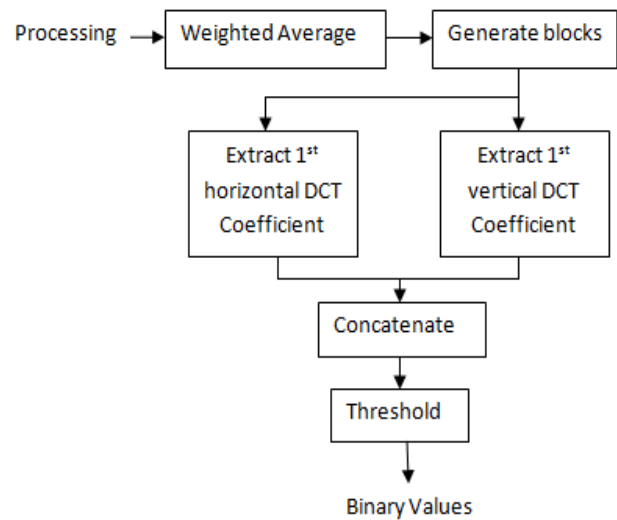 Processing
Weighted Average
Generate blocks
Extract 1st
horizontal DCT
Coefficient
Extract 1st
vertical DCT
Coefficient
Concatenate
Threshold
Binary Values